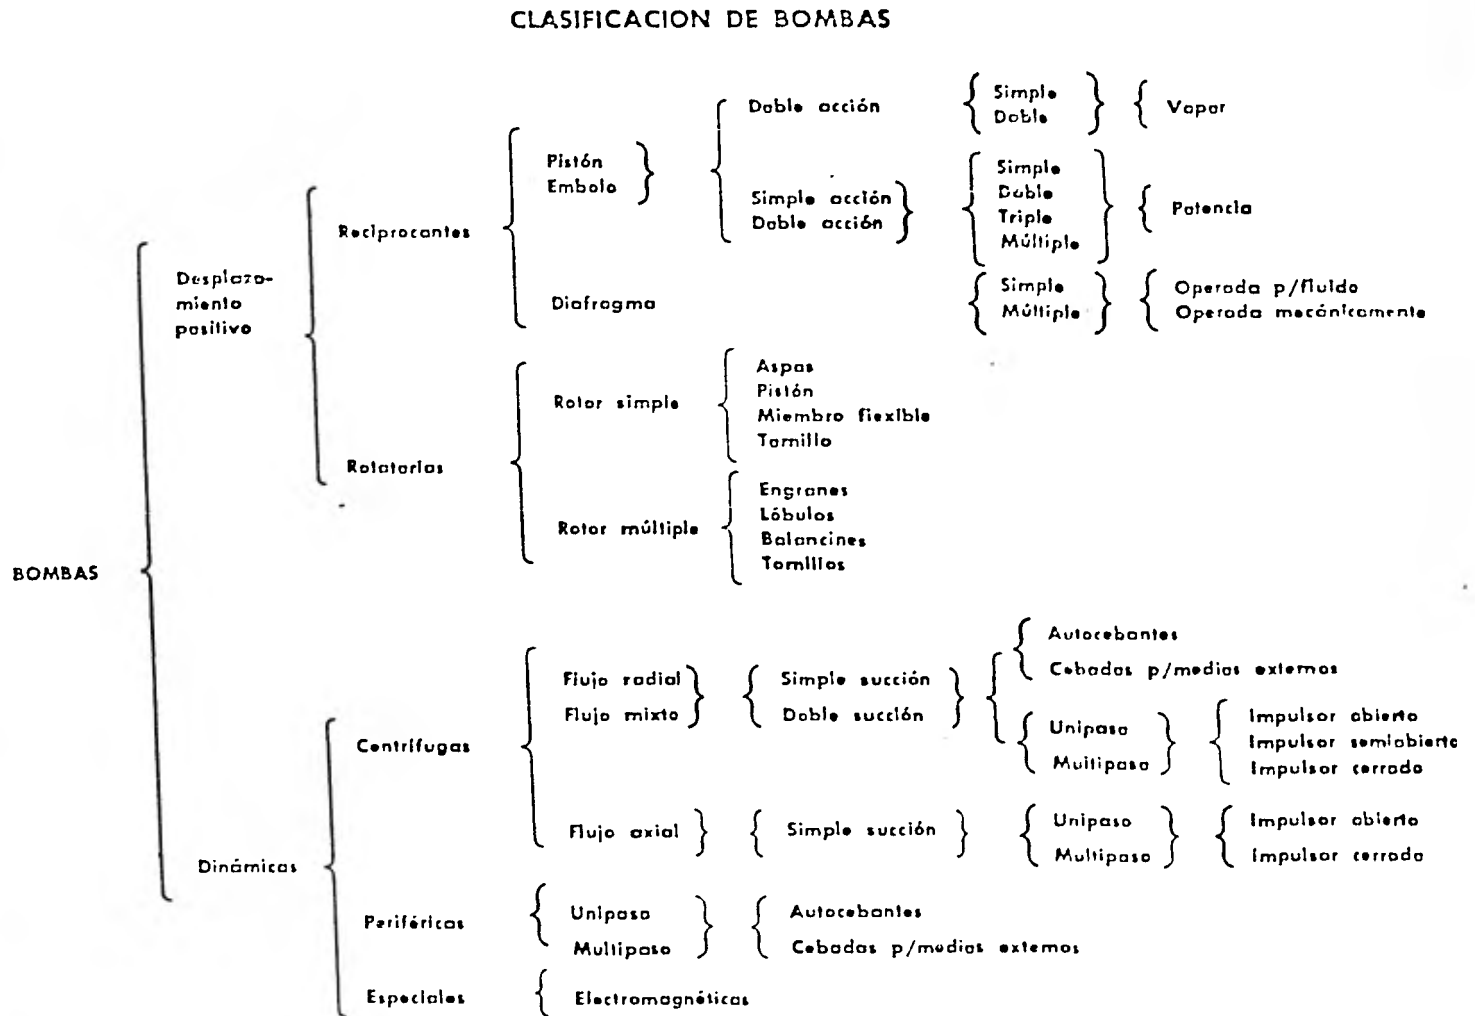 CLASIFICACION DE BOMBAS
BOMBAS
Desplaza-
miento
positivo
Reciprocantes
Pistón
Embolo
Doble acción
Simple
Doble
Vapor
Simple acción
Doble acción
Simple
Doble
Triple
Múltiple
Potencia
Diafragma
Simple
Múltiple
Operada p/fluido
Operada mecánicamente
Rotatorias
Rotor simple
Aspas
Pistón
Miembro flexible
Tornillo
Rotor múltiple
Engranes
Lóbulos
Balancines
Tornillos
Dinámicas
Centrífugas
Flujo radial
Flujo mixto
Simple succión
Doble succión
Autocebantes
Cebadas p/medios externos
Unipaso
Multipaso
Impulsor abierto
Impulsor semiabierto
Impulsor cerrado
Flujo axial
Simple succión
Unipaso
Multipaso
Impulsor abierto
Impulsor cerrado
Periféricas
Unipaso
Multipaso
Autocebantes
Cebadas p/medios externos
Especiales
Electromagnéticas